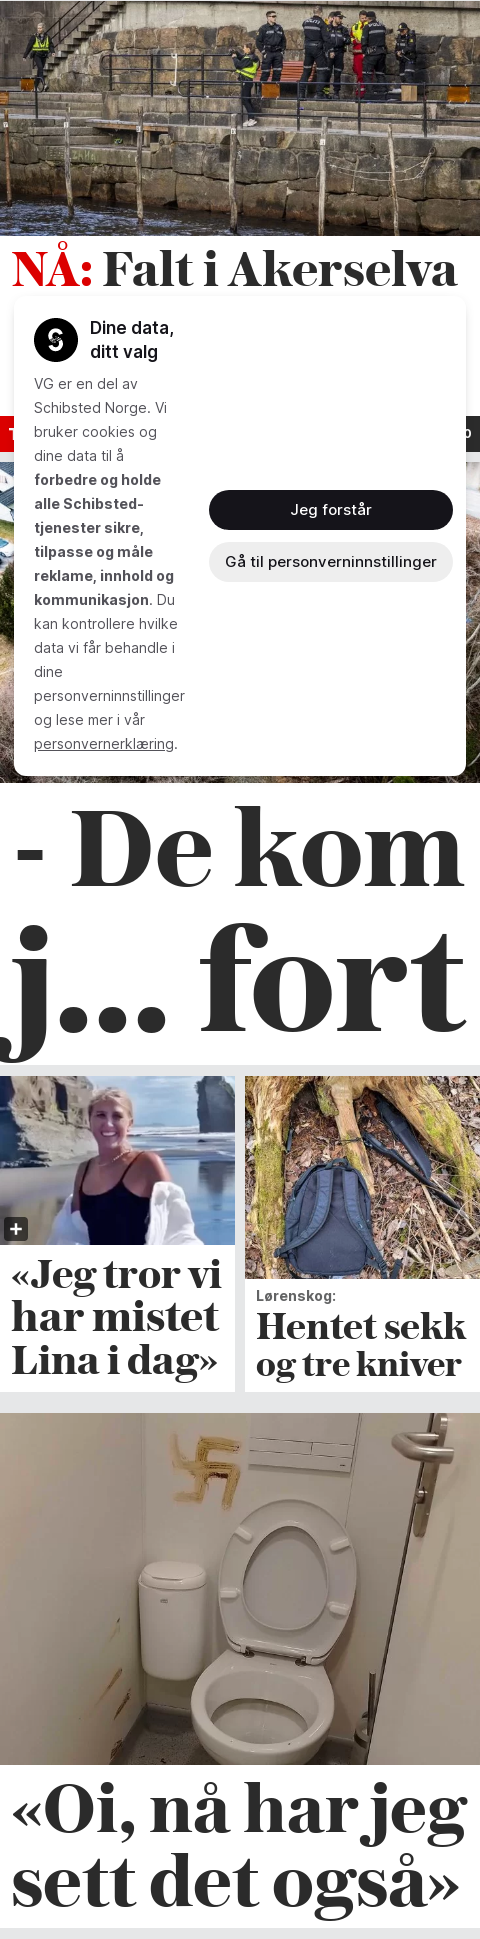 NÅ: Falt i Akerselva
Dine data,
ditt valg
VG er en del av
Schibsted Norge. Vi
bruker cookies og
dine data til å
forbedre og holde
alle Schibsted-
tjenester sikre,
tilpasse og måle
reklame, innhold og
kommunikasjon. Du
kan kontrollere hvilke
data vi får behandle i
dine
personverninnstillinger
og lese mer i vår
personvernerklæring.
Jeg forstår
Gå til personverninnstillinger
- De kom
j... fort
«Jeg tror vi
har mistet
Lina i dag»
Lørenskog:
Hentet sekk
og tre kniver
«Oi, nå har jeg
sett det også»